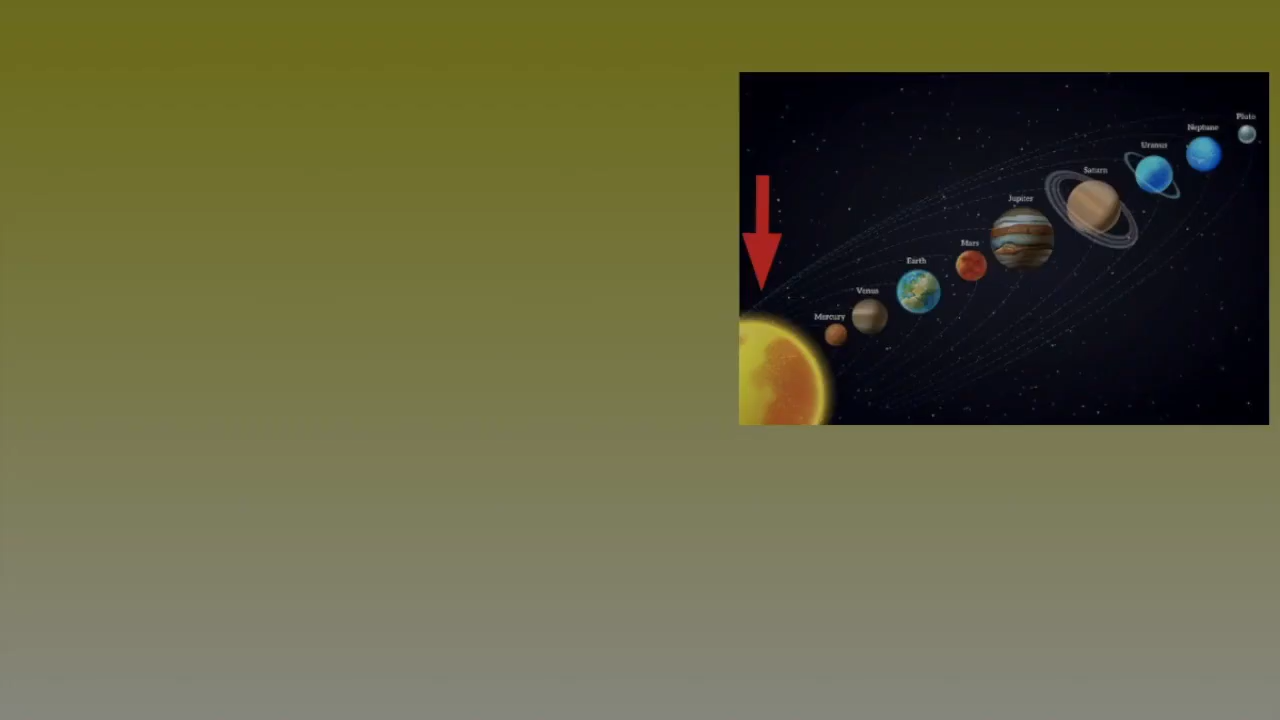 Mercury
Venus
Earth
Mars
Jupiter
Saturn
Uranus
Neptune
Pluto